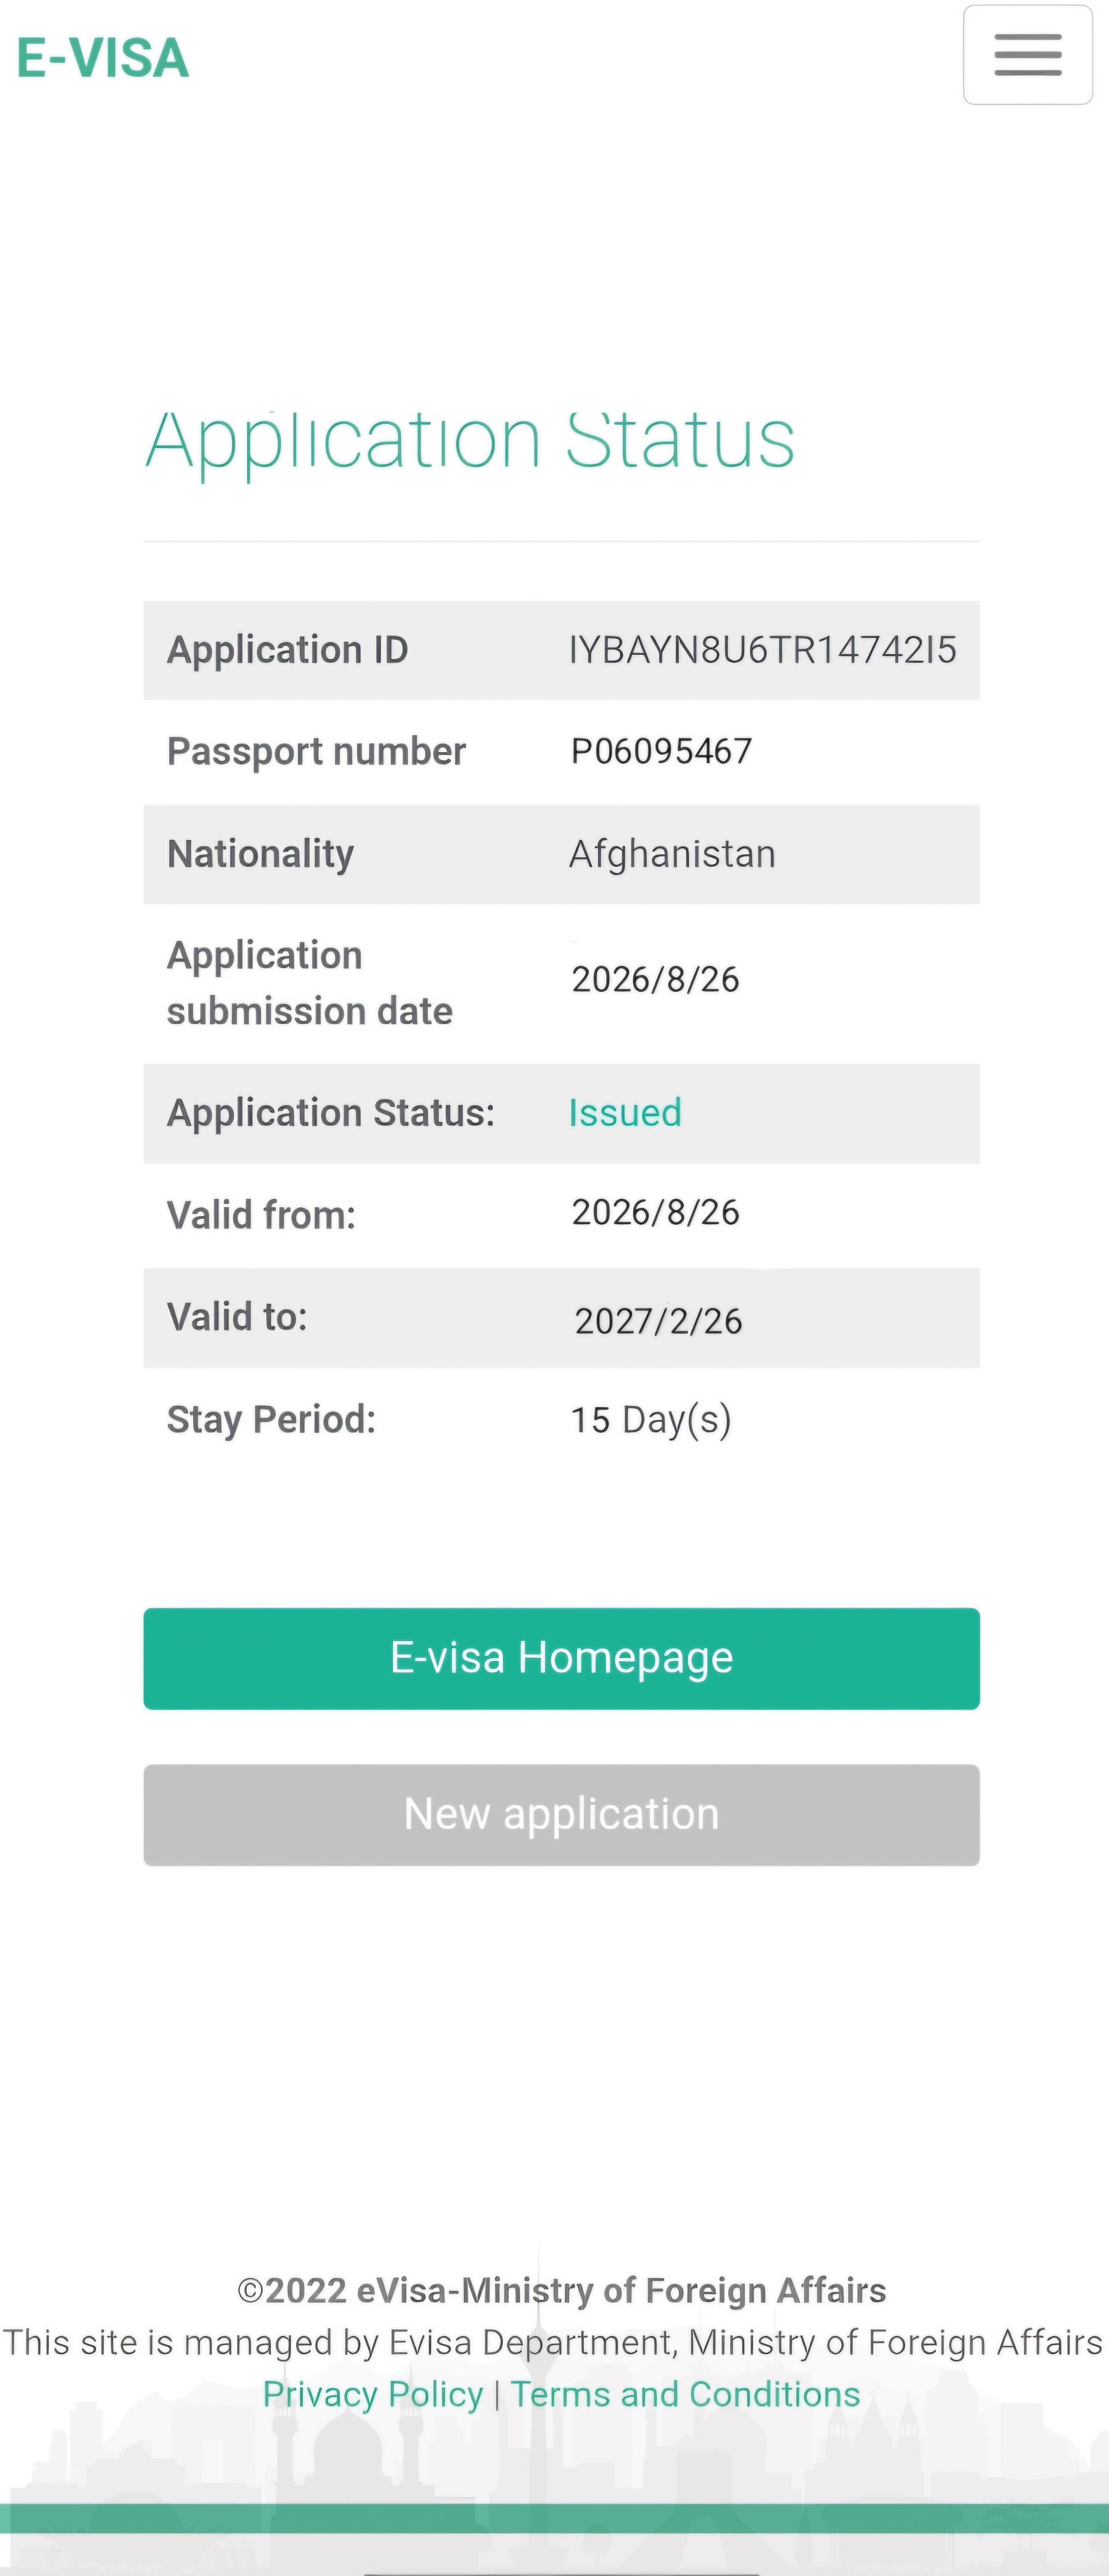 E-VISA
Application Status
Application ID IYBAYN8U6TR14742I5
Passport number P06095467
Nationality Afghanistan
Application
submission date 2026/8/26
Application Status: Issued
Valid from: 2026/8/26
Valid to: 2027/2/26
Stay Period: 15 Day(s)
E-visa Homepage
New application
©2022 eVisa-Ministry of Foreign Affairs
This site is managed by Evisa Department, Ministry of Foreign Affairs
Privacy Policy | Terms and Conditions